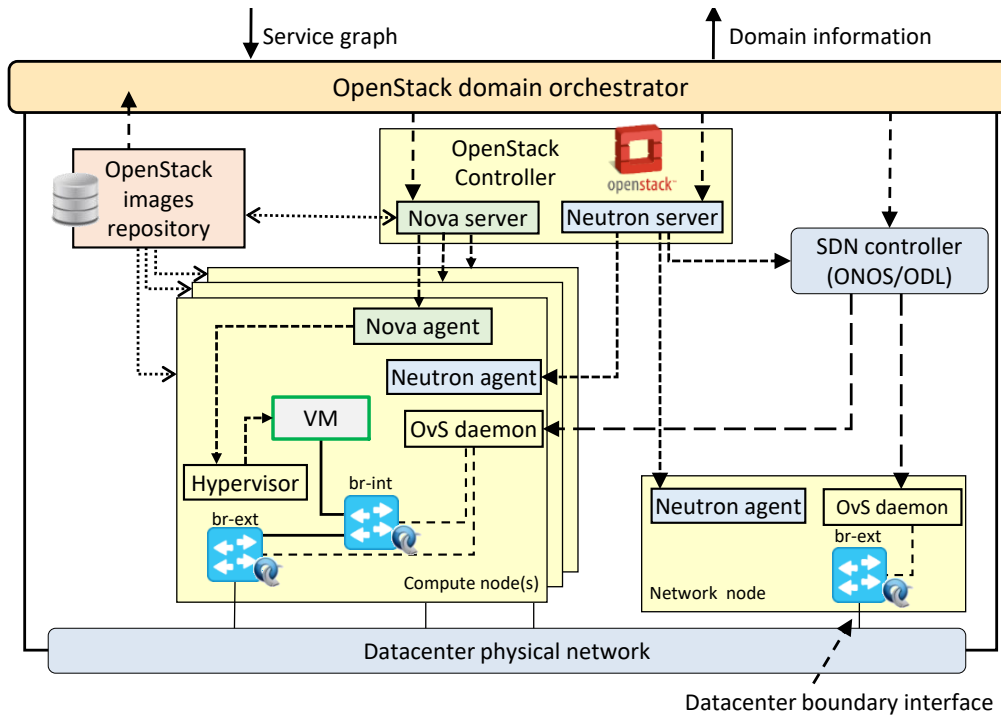 Service graph
Domain information
OpenStack domain orchestrator
OpenStack
images
repository
OpenStack
Controller
openstack™
Nova server
Neutron server
SDN controller
(ONOS/ODL)
Nova agent
Neutron agent
VM
OvS daemon
Hypervisor
br-int
br-ext
Compute node(s)
Neutron agent
OvS daemon
br-ext
Network node
Datacenter physical network
Datacenter boundary interface